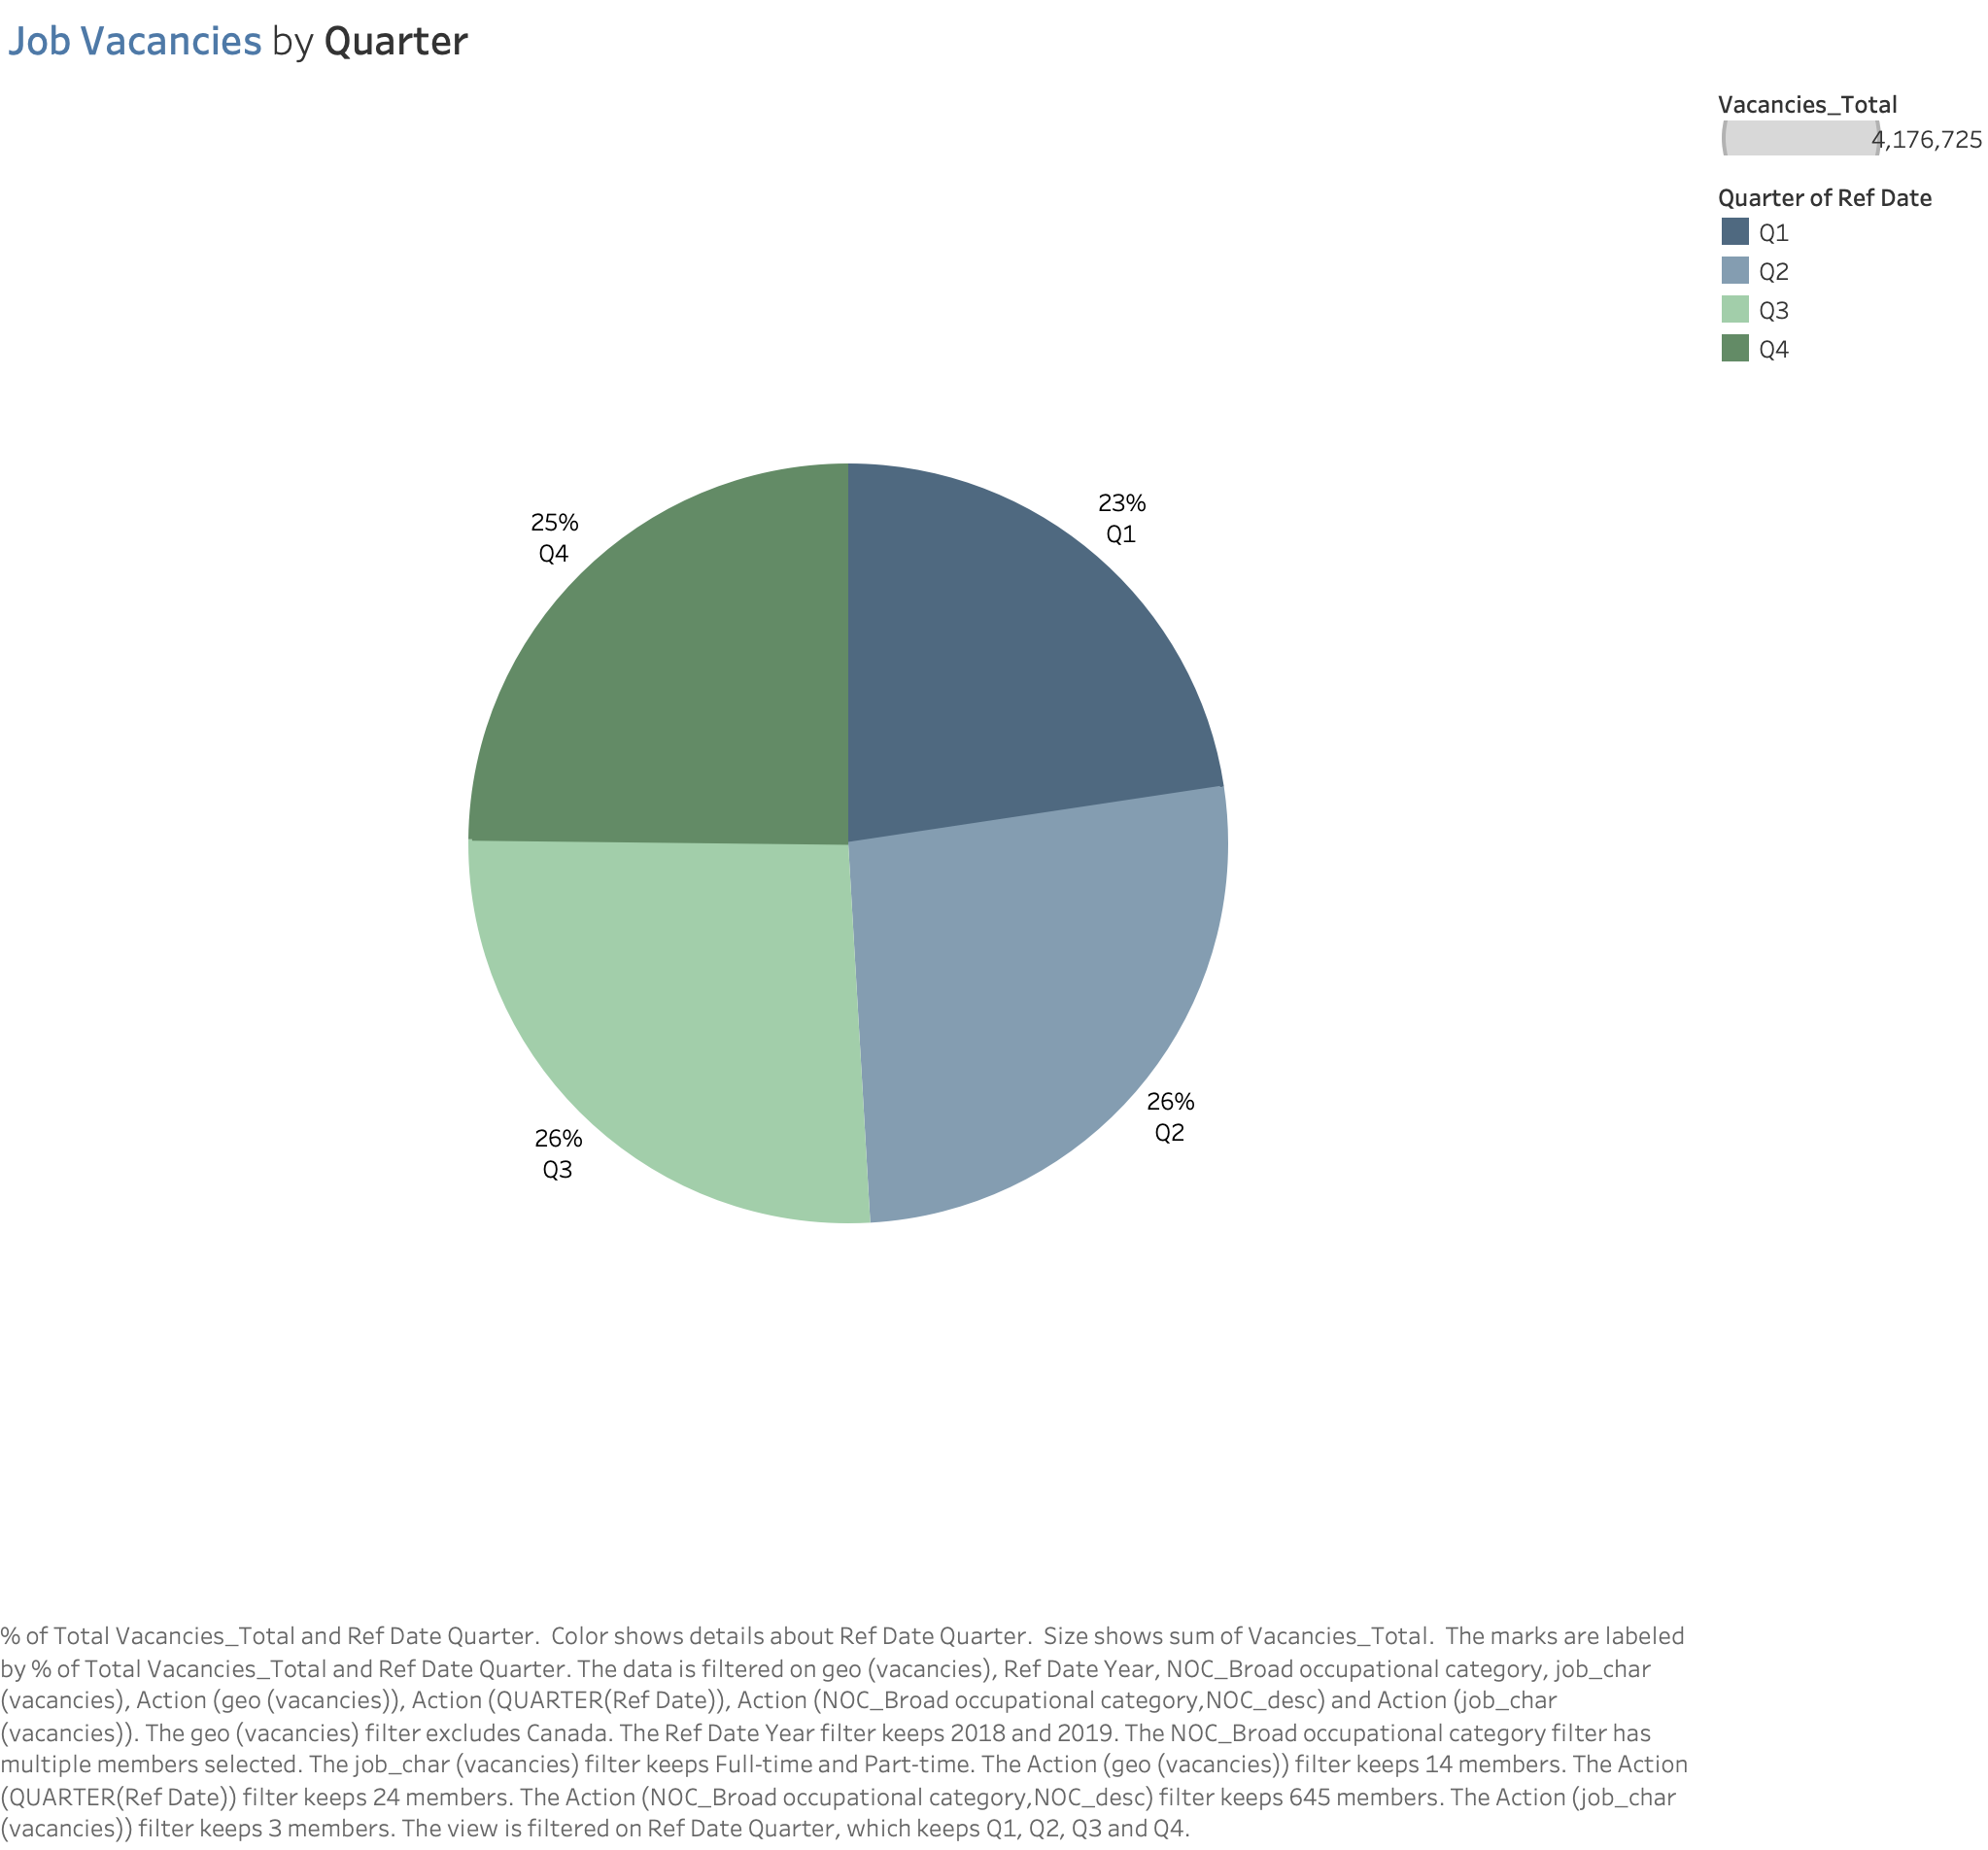 Job Vacancies by Quarter
Vacancies_Total
4,176,725
Quarter of Ref Date
Q1
Q2
Q3
Q4
23%
Q1
25%
Q4
26%
Q2
26%
Q3
% of Total Vacancies_Total and Ref Date Quarter.  Color shows details about Ref Date Quarter.  Size shows sum of Vacancies_Total.  The marks are labeled
by % of Total Vacancies_Total and Ref Date Quarter. The data is filtered on geo (vacancies), Ref Date Year, NOC_Broad occupational category, job_char
(vacancies), Action (geo (vacancies)), Action (QUARTER(Ref Date)), Action (NOC_Broad occupational category,NOC_desc) and Action (job_char
(vacancies)). The geo (vacancies) filter excludes Canada. The Ref Date Year filter keeps 2018 and 2019. The NOC_Broad occupational category filter has
multiple members selected. The job_char (vacancies) filter keeps Full-time and Part-time. The Action (geo (vacancies)) filter keeps 14 members. The Action
(QUARTER(Ref Date)) filter keeps 24 members. The Action (NOC_Broad occupational category,NOC_desc) filter keeps 645 members. The Action (job_char
(vacancies)) filter keeps 3 members. The view is filtered on Ref Date Quarter, which keeps Q1, Q2, Q3 and Q4.